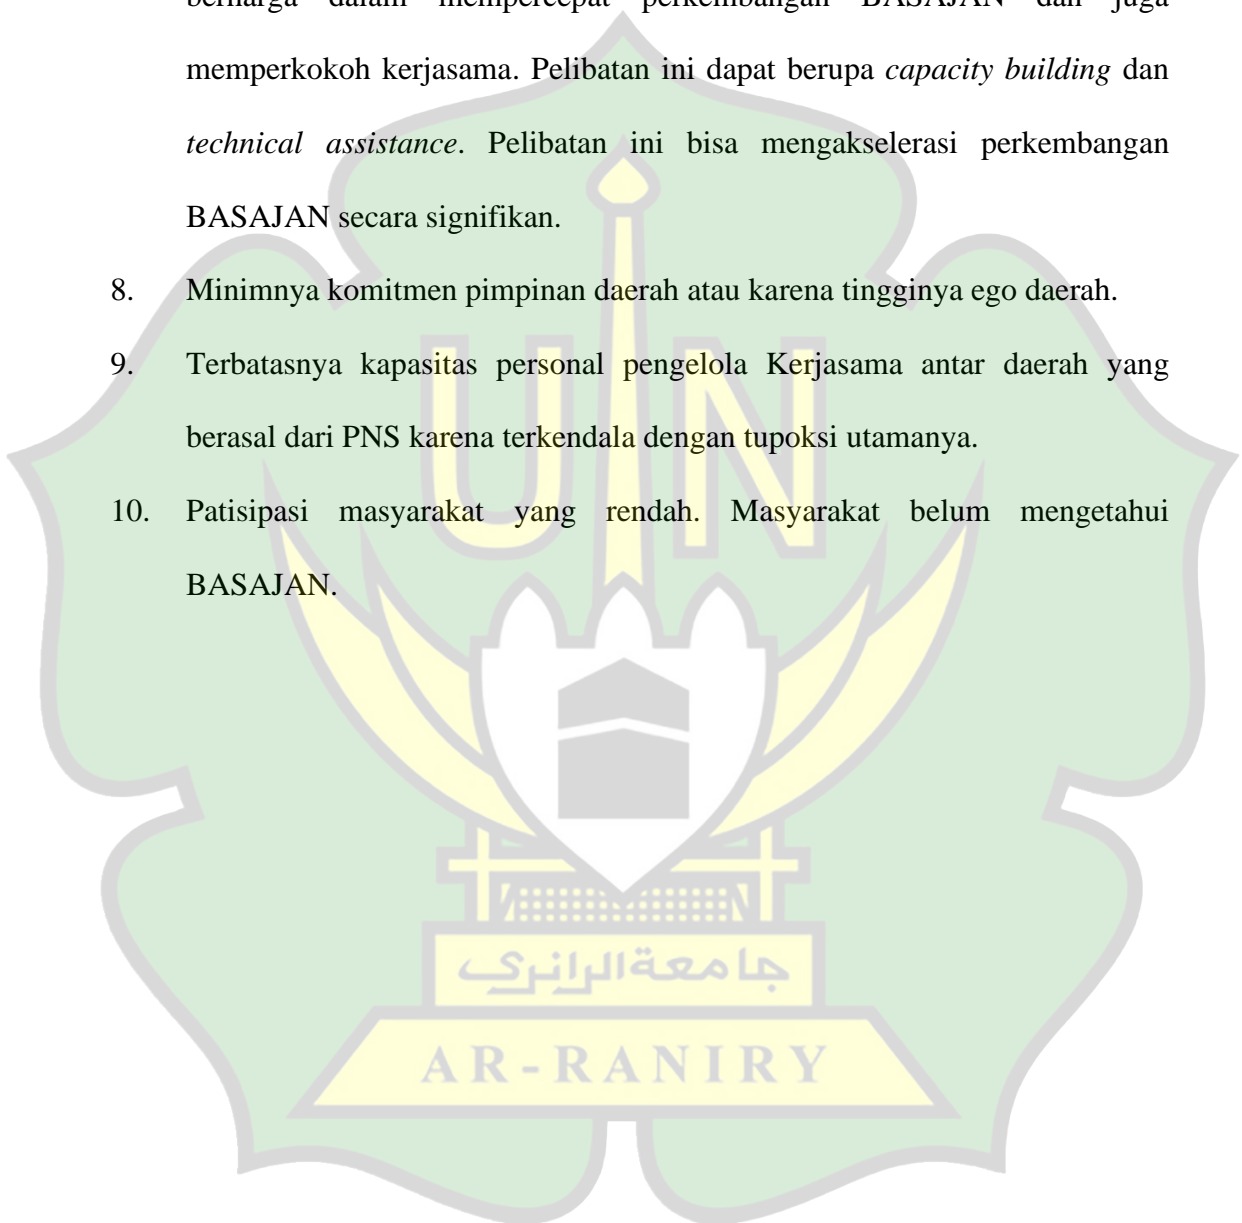 berharga dalam mempercepat perkembangan BASAJAN dan juga
memperkokoh kerjasama. Pelibatan ini dapat berupa capacity building dan
technical assistance. Pelibatan ini bisa mengakselerasi perkembangan
BASAJAN secara signifikan.
8. Minimnya komitmen pimpinan daerah atau karena tingginya ego daerah.
9. Terbatasnya kapasitas personal pengelola Kerjasama antar daerah yang
berasal dari PNS karena terkendala dengan tupoksi utamanya.
10. Patisipasi masyarakat yang rendah. Masyarakat belum mengetahui
BASAJAN.
UIN
جامعة الرانري
AR-RANIRY